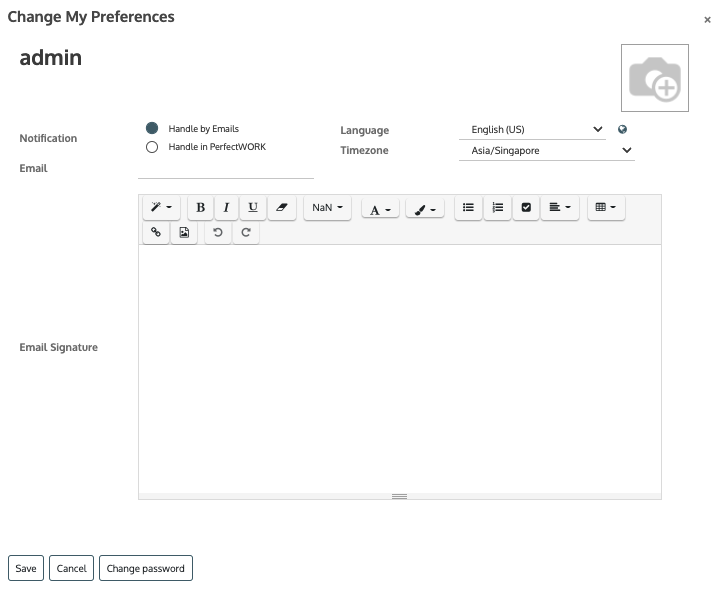 Change My Preferences
×
admin
Notification
Handle by Emails
Handle in PerfectWORK
Language
English (US)
Timezone
Asia/Singapore
Email
B I U NaN A
Email Signature
Save Cancel Change password